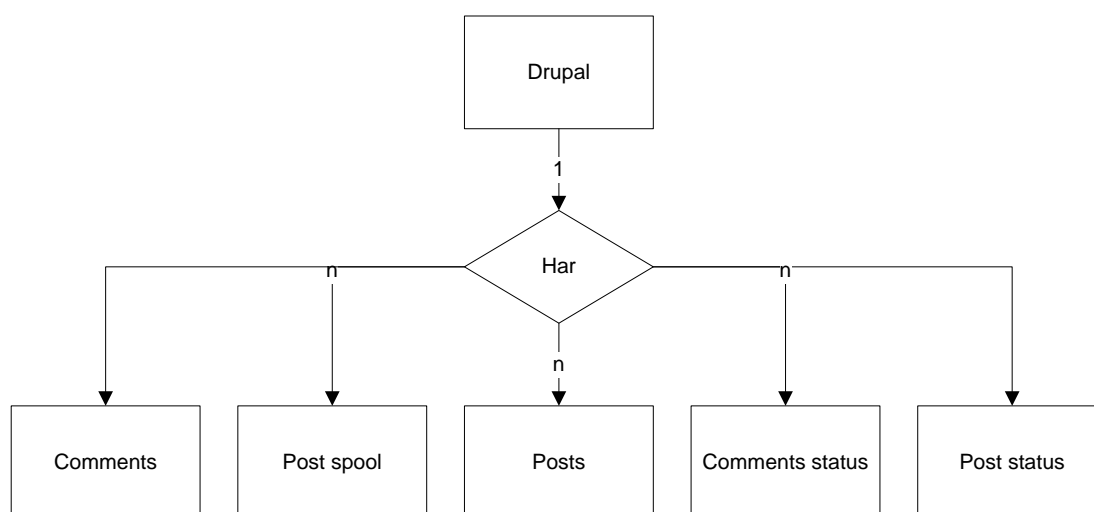 Drupal
1
Har
n
n
n
Comments
Post spool
Posts
Comments status
Post status